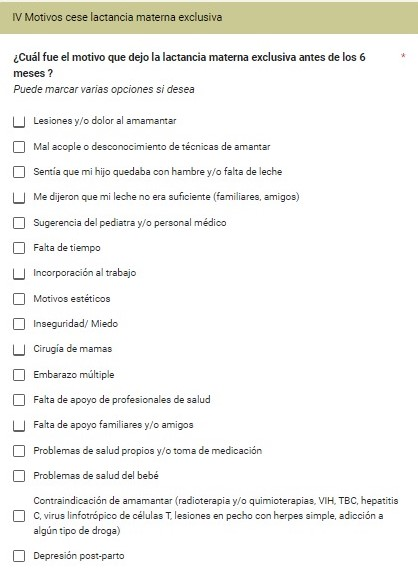 IV Motivos cese lactancia materna exclusiva
¿Cuál fue el motivo que dejo la lactancia materna exclusiva antes de los 6 *
meses ?
Puede marcar varias opciones si desea
Lesiones y/o dolor al amamantar
Mal acople o desconocimiento de técnicas de amantar
Sentía que mi hijo quedaba con hambre y/o falta de leche
Me dijeron que mi leche no era suficiente (familiares, amigos)
Sugerencia del pediatra y/o personal médico
Falta de tiempo
Incorporación al trabajo
Motivos estéticos
Inseguridad/ Miedo
Cirugía de mamas
Embarazo múltiple
Falta de apoyo de profesionales de salud
Falta de apoyo familiares y/o amigos
Problemas de salud propios y/o toma de medicación
Problemas de salud del bebé
Contraindicación de amamantar (radioterapia y/o quimioterapias, VIH, TBC, hepatitis
C, virus linfotrópico de células T, lesiones en pecho con herpes simple, adicción a
algún tipo de droga)
Depresión post-parto